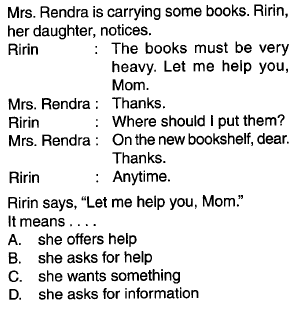 Mrs. Rendra is carrying some books. Ririn,
her daughter, notices.
Ririn : The books must be very
heavy. Let me help you,
Mom.
Mrs. Rendra : Thanks.
Ririn : Where should I put them?
Mrs. Rendra : On the new bookshelf, dear.
Thanks.
Ririn : Anytime.
Ririn says, “Let me help you, Mom.”
It means . . . .
A. she offers help
B. she asks for help
C. she wants something
D. she asks for information